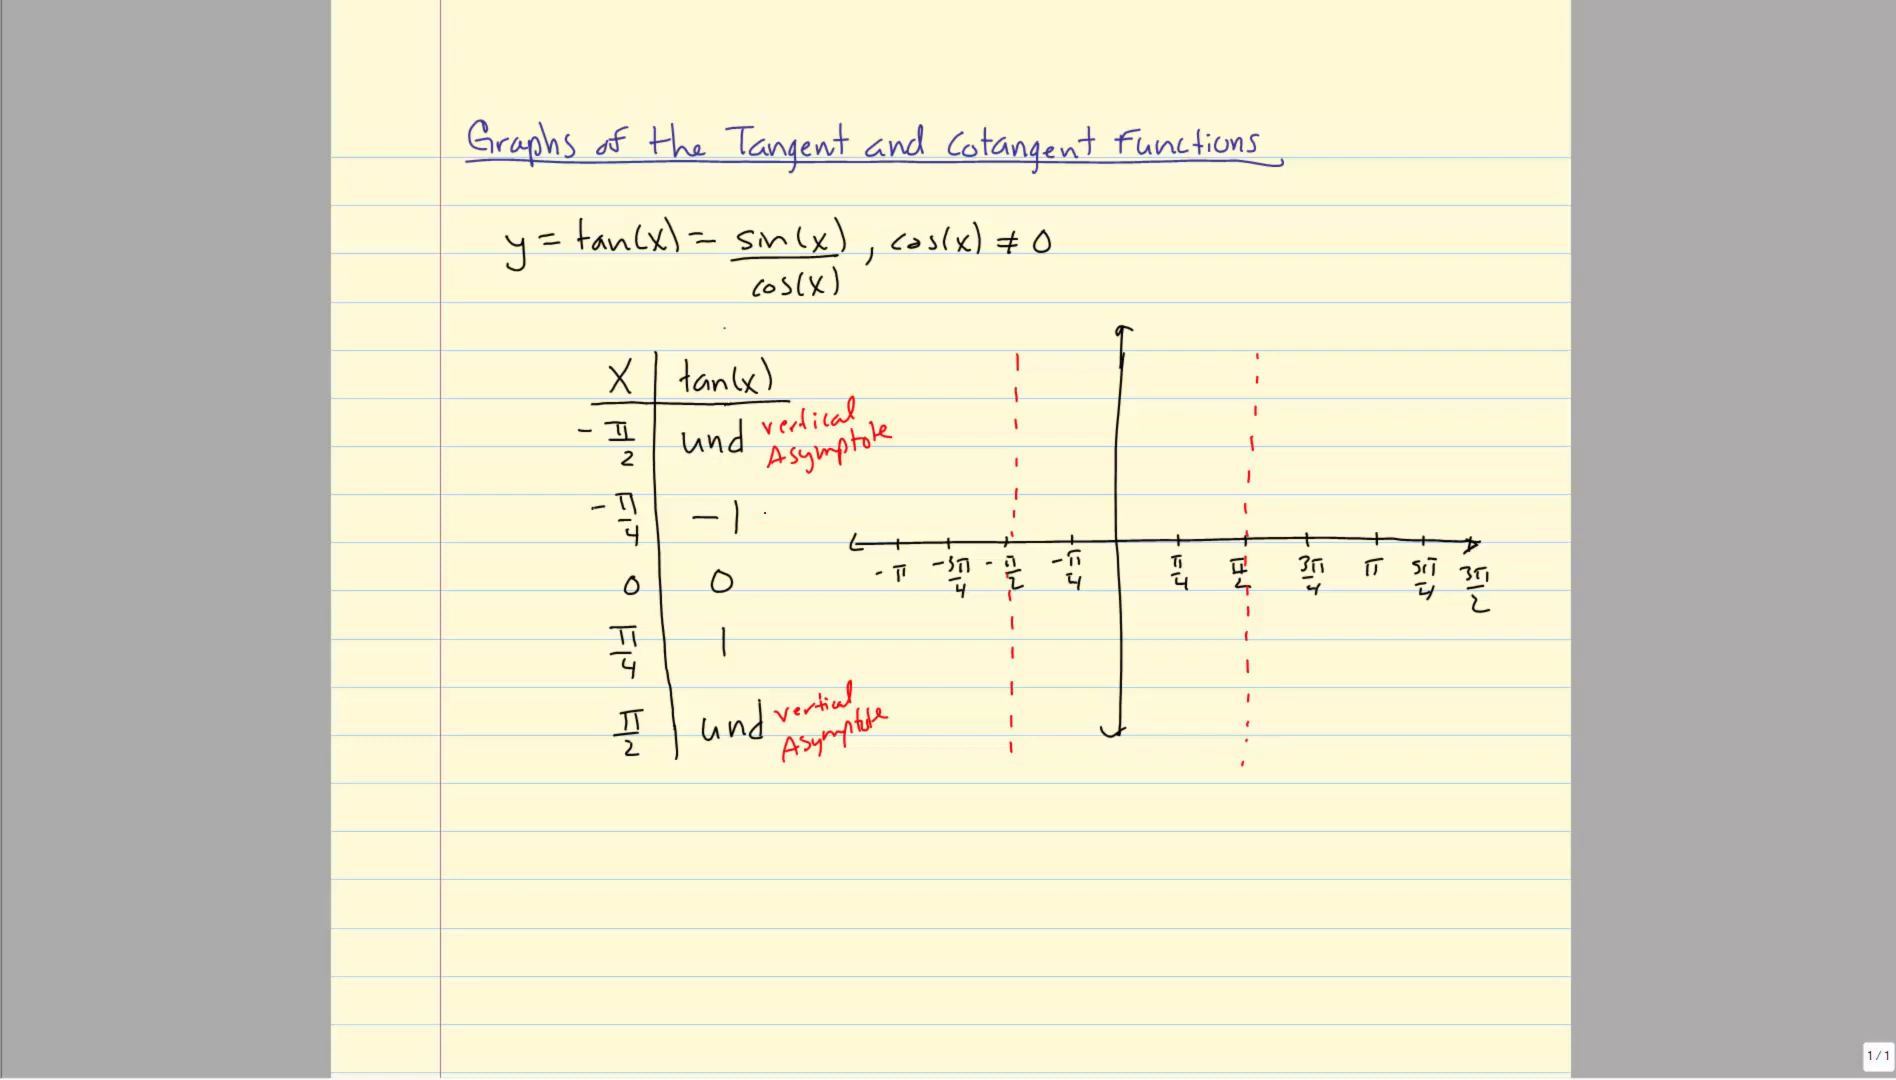 Graphs of the Tangent and Cotangent Functions
y = tan(x) = sin(x)/cos(x), cos(x) ≠ 0
x | tan(x)
-π/2 | und vertical Asymptote
-π/4 | -1
0 | 0
π/4 | 1
π/2 | und vertical Asymptote
-π -3π/4 -π/2 -π/4 π/4 π/2 3π/4 π 5π/4 3π/2
1/1